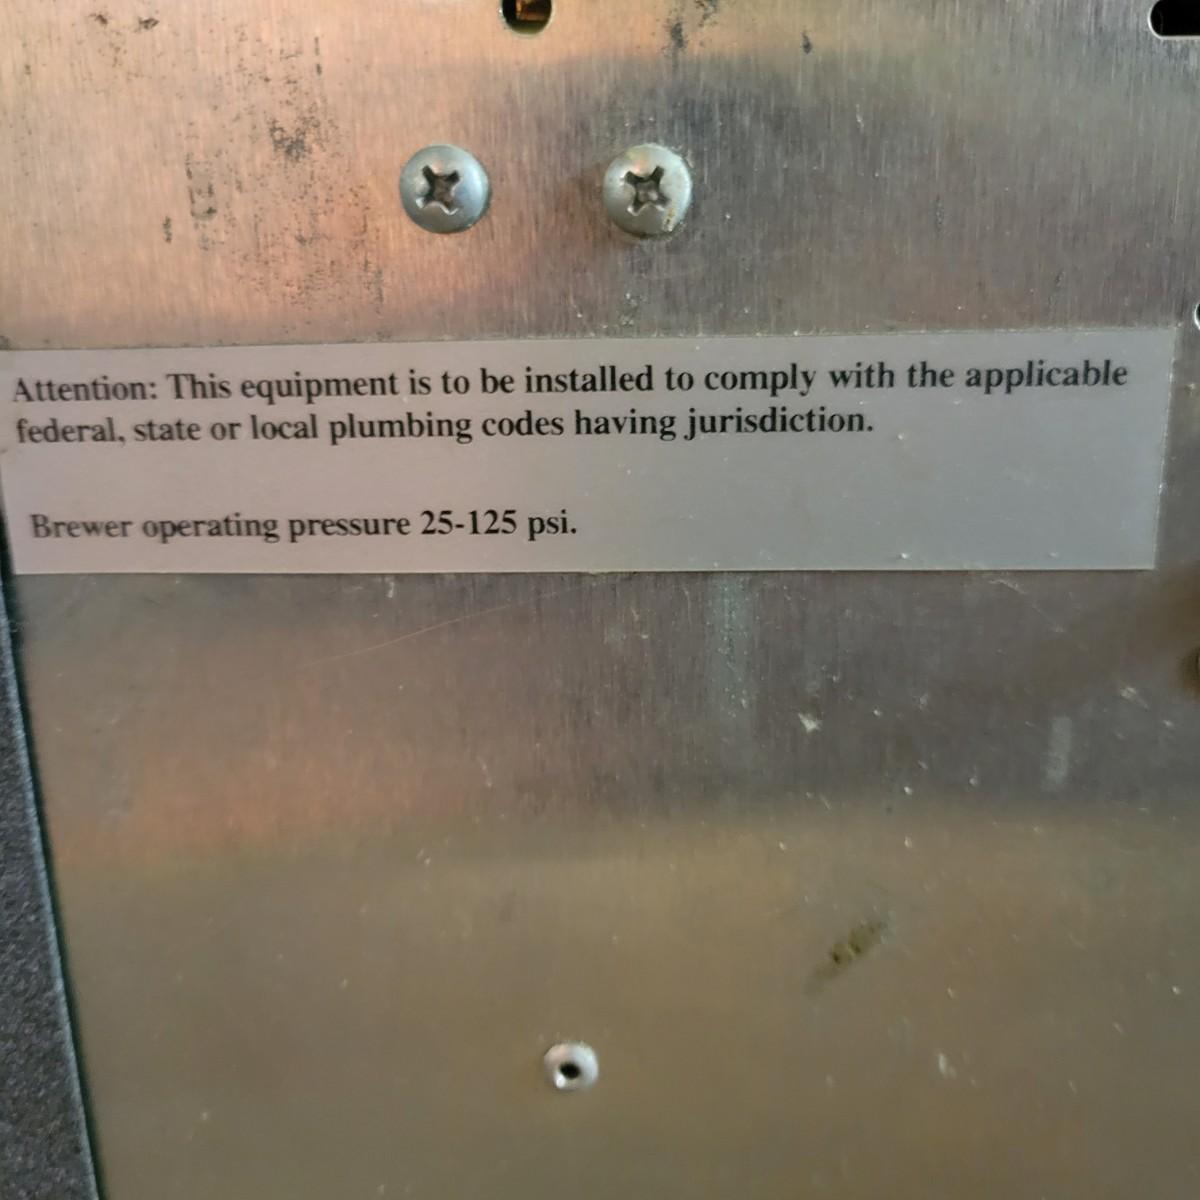 Attention: This equipment is to be installed to comply with the applicable
federal, state or local plumbing codes having jurisdiction.
Brewer operating pressure 25-125 psi.